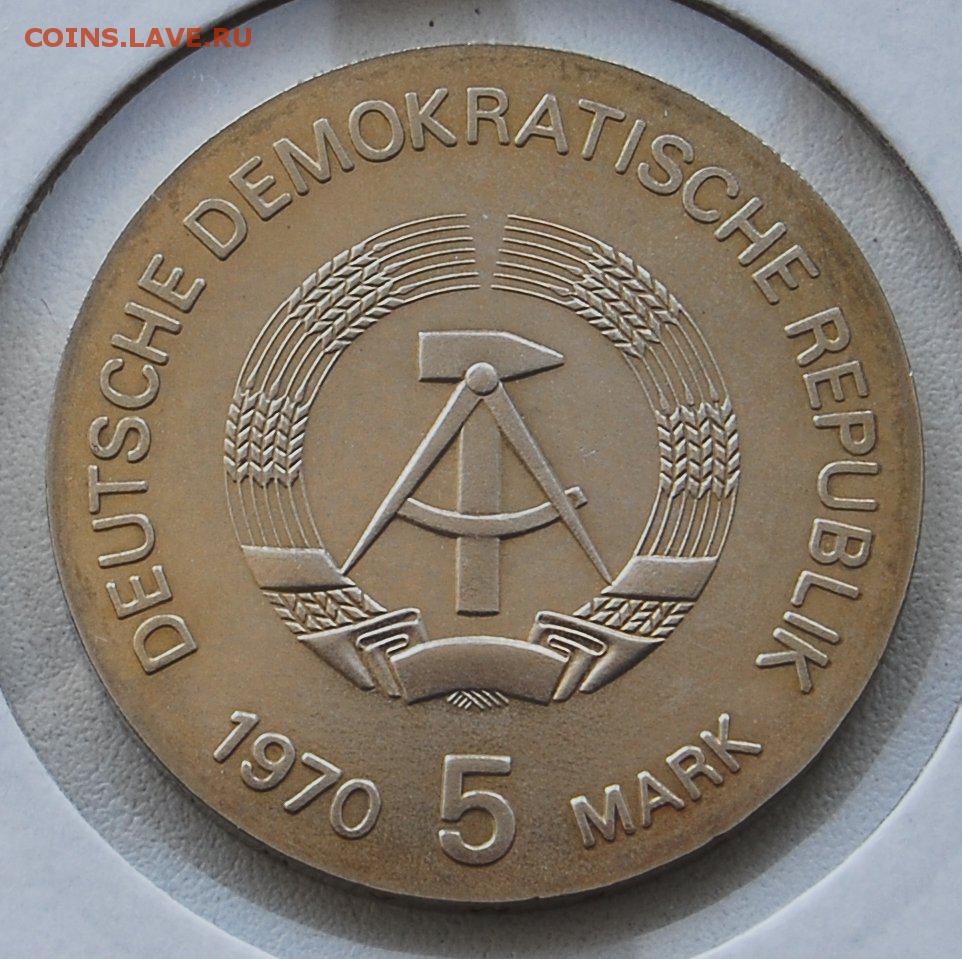 COINS.LAVE.RU
DEUTSCHE DEMOKRATISCHE REPUBLIK
1970 5 MARK